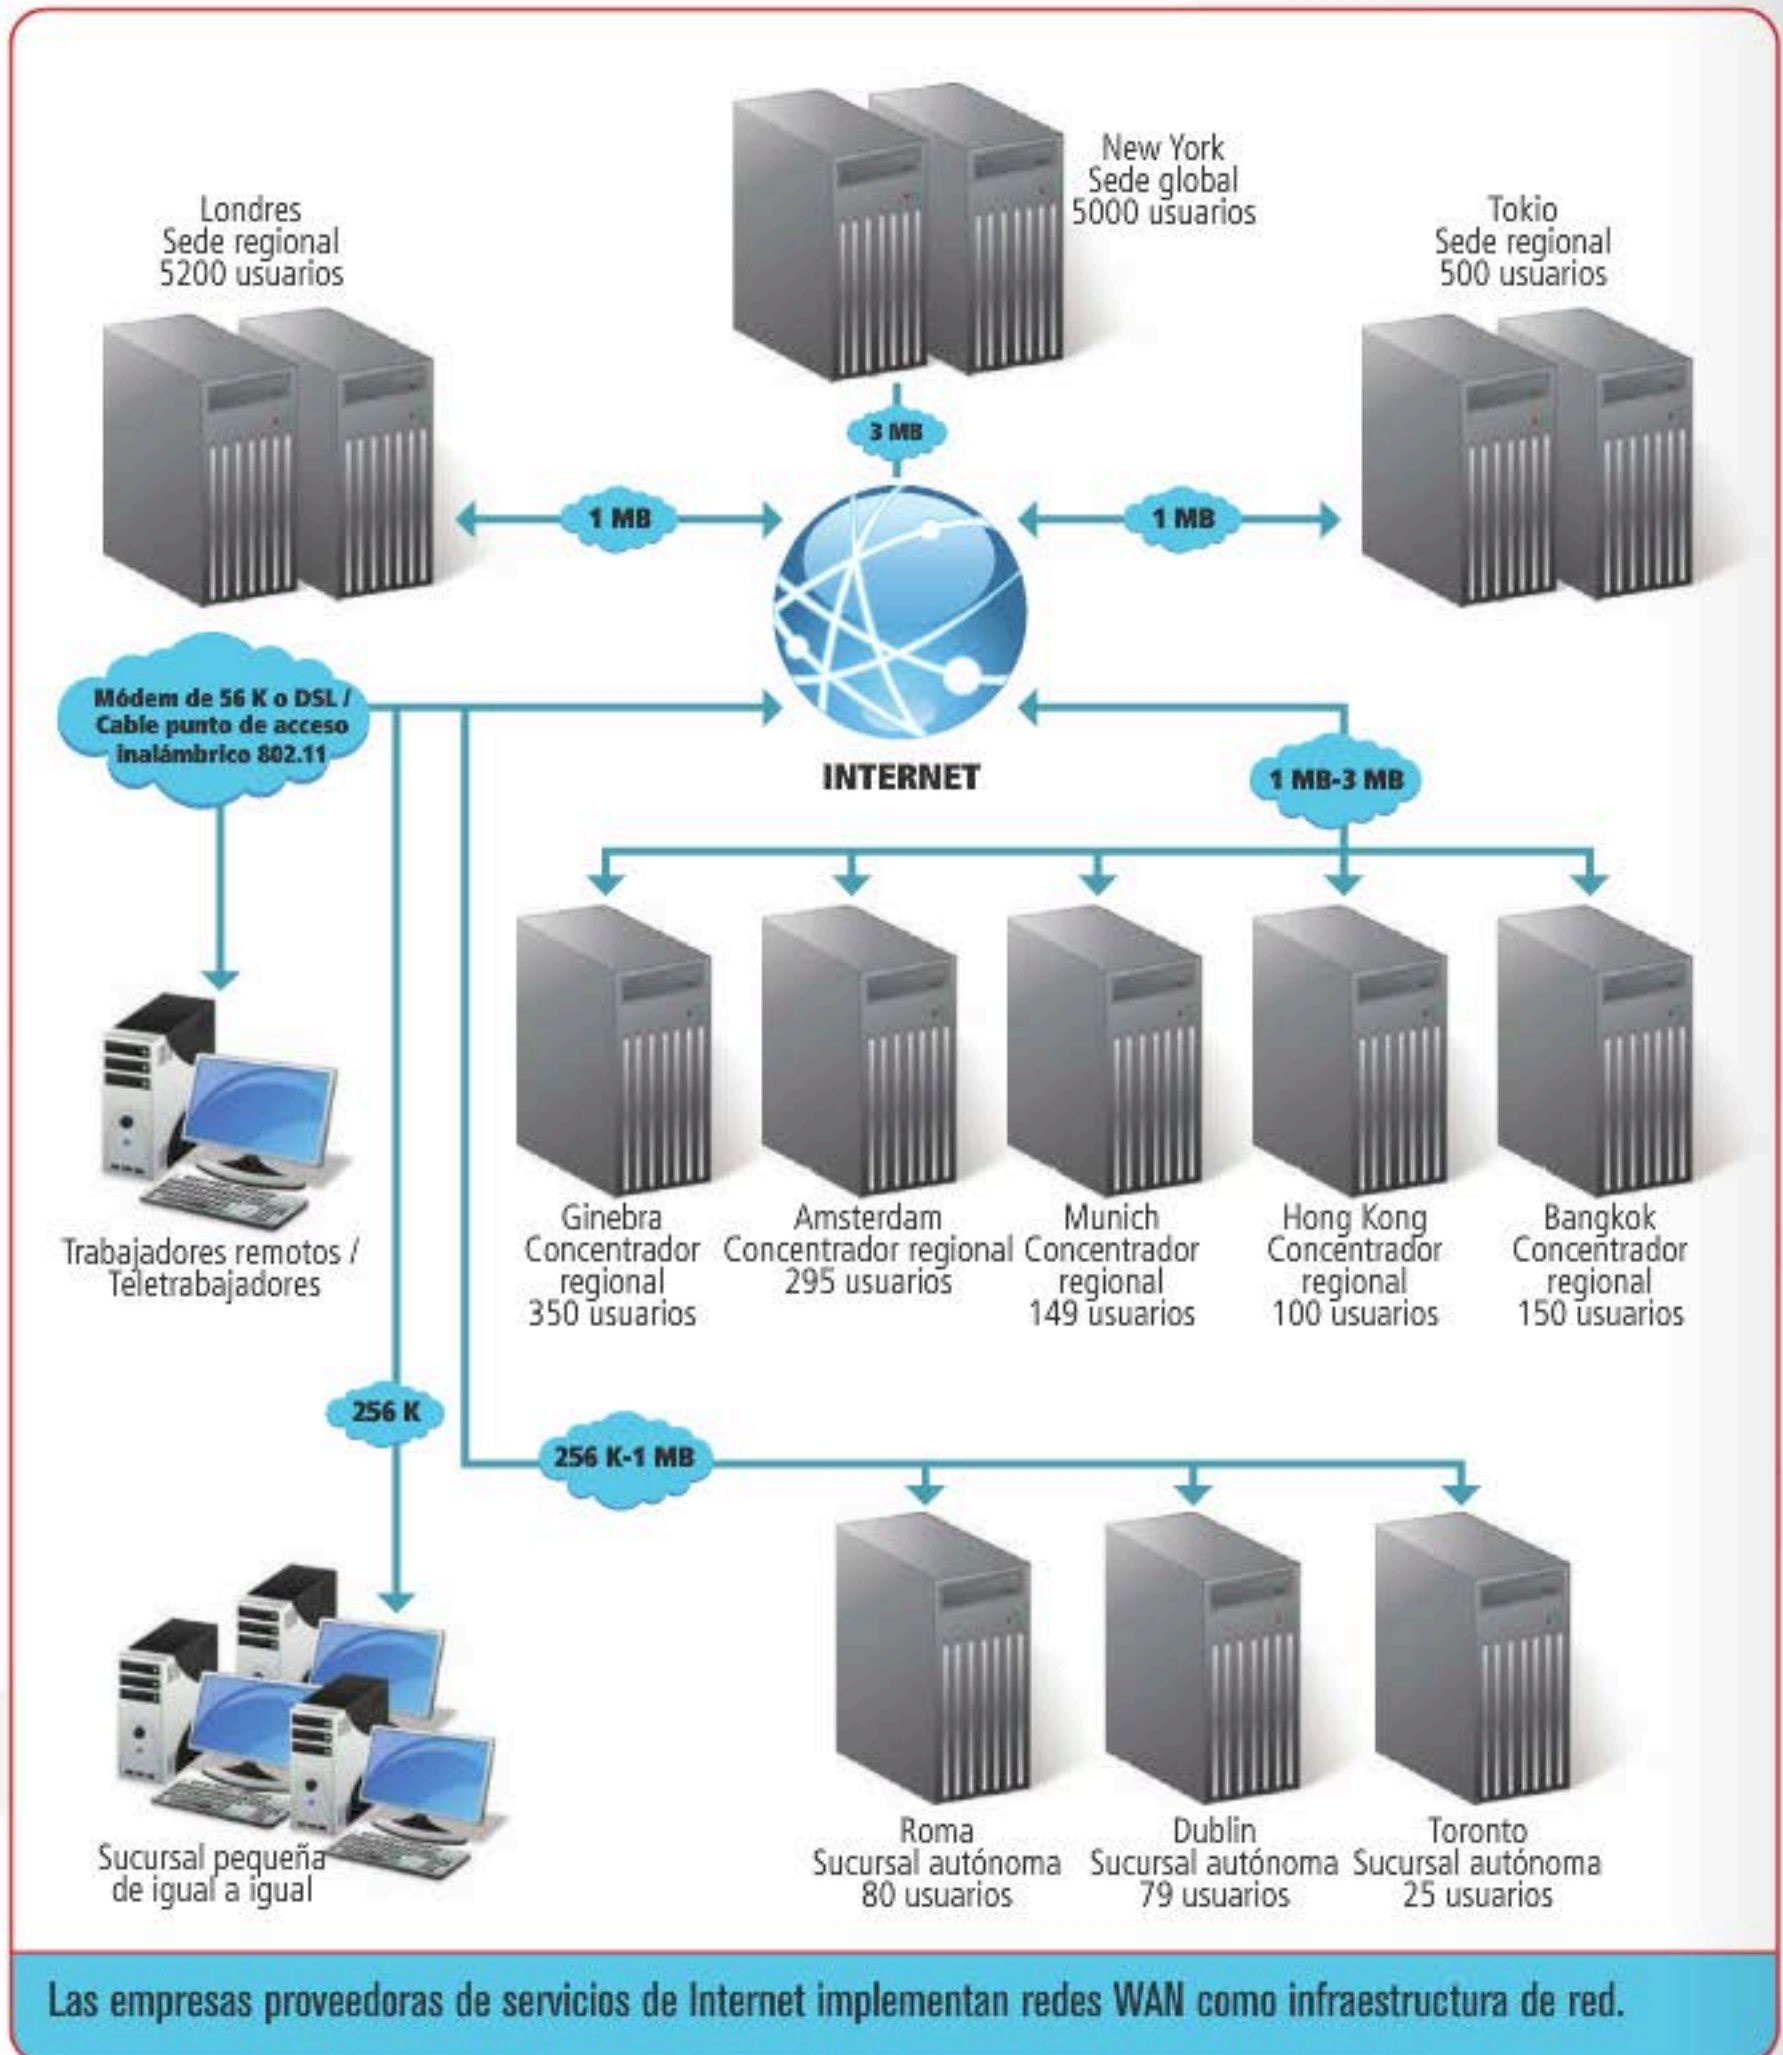 New York
Sede global
5000 usuarios
Londres
Sede regional
5200 usuarios
Tokio
Sede regional
500 usuarios
3 MB
1 MB
1 MB
Módem de 56 K o DSL /
Cable punto de acceso
inalámbrico 802.11
INTERNET
1 MB-3 MB
Trabajadores remotos /
Teletrabajadores
Ginebra
Concentrador
regional
350 usuarios
Amsterdam
Concentrador regional
295 usuarios
Munich
Concentrador
regional
149 usuarios
Hong Kong
Concentrador
regional
100 usuarios
Bangkok
Concentrador
regional
150 usuarios
256 K
256 K-1 MB
Sucursal pequeña
de igual a igual
Roma
Sucursal autónoma
80 usuarios
Dublin
Sucursal autónoma
79 usuarios
Toronto
Sucursal autónoma
25 usuarios
Las empresas proveedoras de servicios de Internet implementan redes WAN como infraestructura de red.